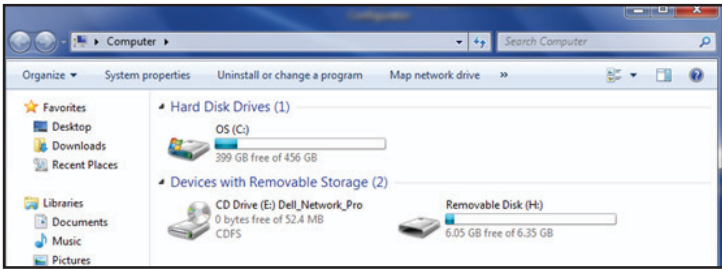 Computer
Search Computer
Organize System properties Uninstall or change a program Map network drive »
Favorites
Desktop
Downloads
Recent Places
Libraries
Documents
Music
Pictures
Hard Disk Drives (1)
OS (C:)
399 GB free of 456 GB
Devices with Removable Storage (2)
CD Drive (E:) Dell_Network_Pro
0 bytes free of 52.4 MB
CDFS
Removable Disk (H:)
6.05 GB free of 6.35 GB